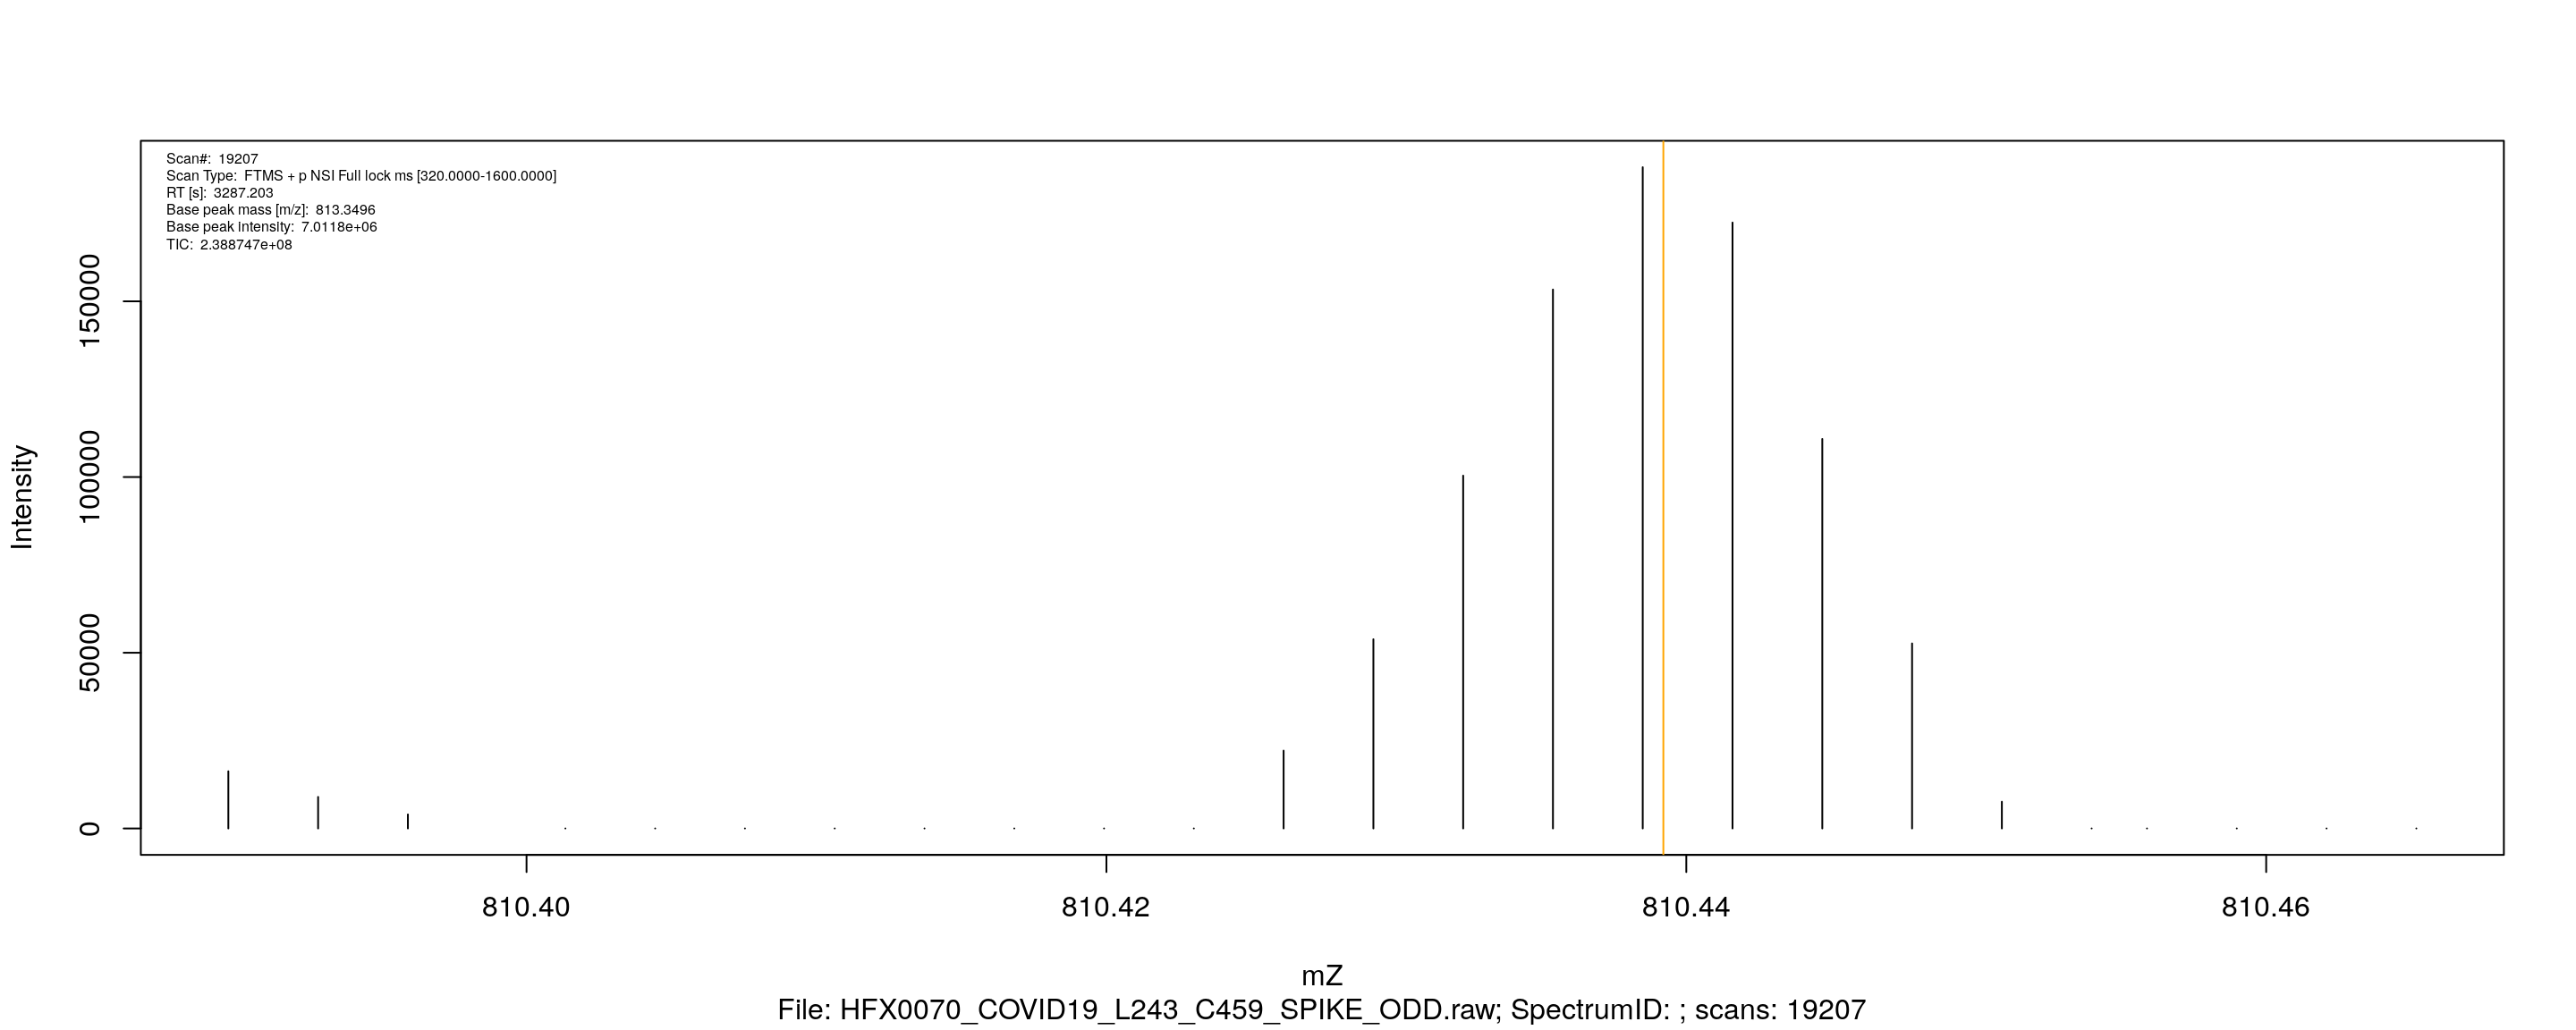 Scan#: 19207
Scan Type: FTMS + p NSI Full lock ms [320.0000-1600.0000]
RT [s]: 3287.203
Base peak mass [m/z]: 813.3496
Base peak intensity: 7.0118e+06
TIC: 2.388747e+08
150000
100000
50000
0
Intensity
810.40 810.42 810.44 810.46
mZ
File: HFX0070_COVID19_L243_C459_SPIKE_ODD.raw; SpectrumID: ; scans: 19207